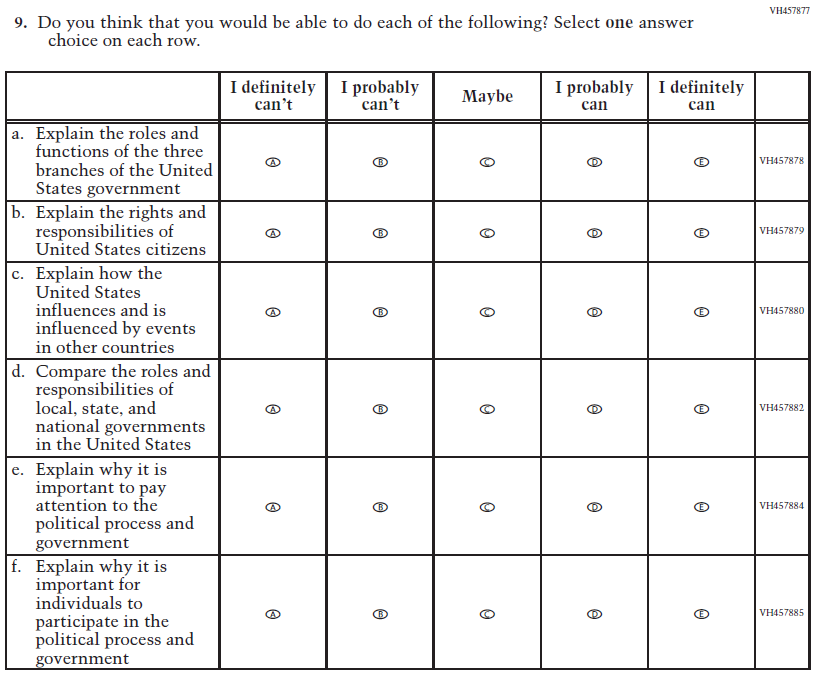 VH457877
9. Do you think that you would be able to do each of the following? Select one answer
choice on each row.
I definitely can't I probably can't Maybe I probably can I definitely can
a. Explain the roles and
functions of the three
branches of the United
States government
A B C D E VH457878
b. Explain the rights and
responsibilities of
United States citizens
A B C D E VH457879
c. Explain how the
United States
influences and is
influenced by events
in other countries
A B C D E VH457880
d. Compare the roles and
responsibilities of
local, state, and
national governments
in the United States
A B C D E VH457882
e. Explain why it is
important to pay
attention to the
political process and
government
A B C D E VH457884
f. Explain why it is
important for
individuals to
participate in the
political process and
government
A B C D E VH457885